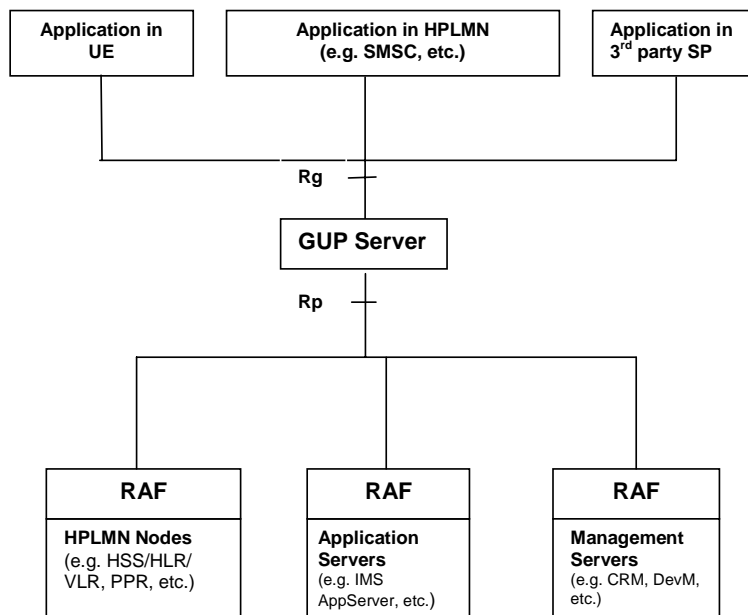 Application in
UE
Application in HPLMN
(e.g. SMSC, etc.)
Application in
3rd party SP
Rg
GUP Server
Rp
RAF
HPLMN Nodes
(e.g. HSS/HLR/
VLR, PPR, etc.)
RAF
Application
Servers
(e.g. IMS
AppServer, etc.)
RAF
Management
Servers
(e.g. CRM, DevM,
etc.)